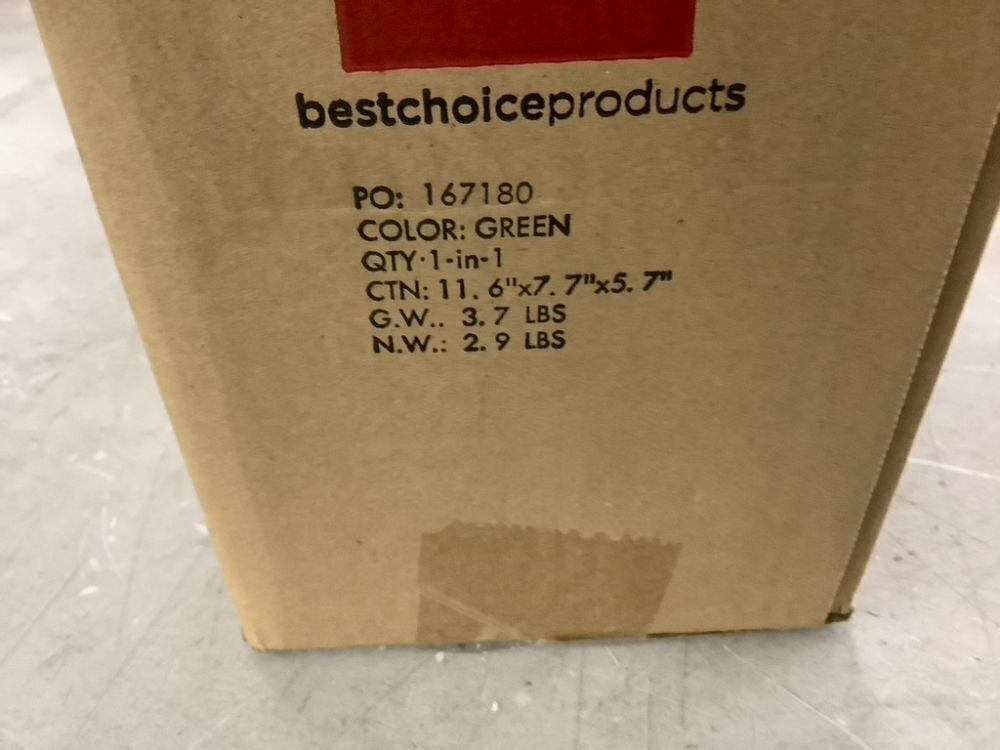 bestchoiceproducts
PO: 167180
COLOR: GREEN
QTY·1-in-1
CTN: 11. 6"x7. 7"x5. 7"
G.W.. 3. 7 LBS
N.W.: 2. 9 LBS